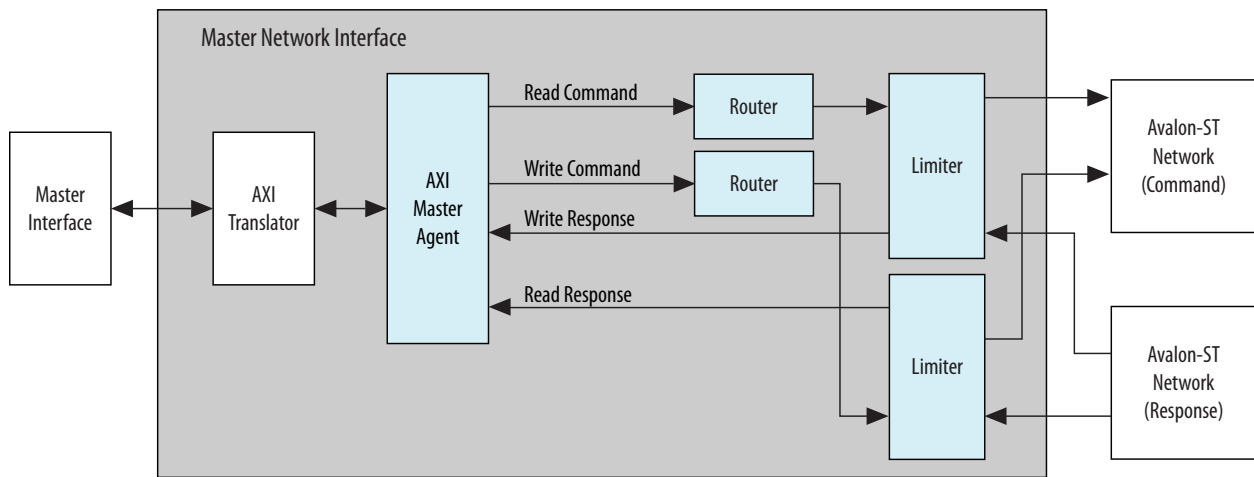 Master Network Interface
Master
Interface
AXI
Translator
AXI
Master
Agent
Read Command
Write Command
Write Response
Read Response
Router
Router
Limiter
Limiter
Avalon-ST
Network
(Command)
Avalon-ST
Network
(Response)